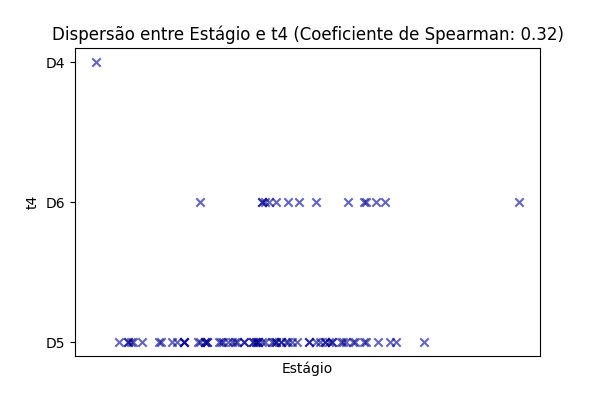 Dispersão entre Estágio e t4 (Coeficiente de Spearman: 0.32)
D4
D6
D5
t4
Estágio